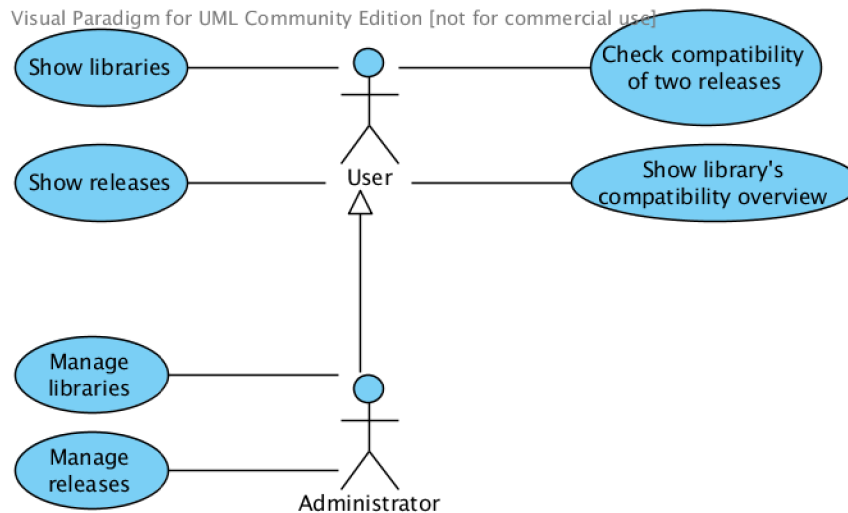 Visual Paradigm for UML Community Edition [not for commercial use]
Show libraries
Check compatibility
of two releases
Show releases
User
Show library's
compatibility overview
Manage
libraries
Manage
releases
Administrator